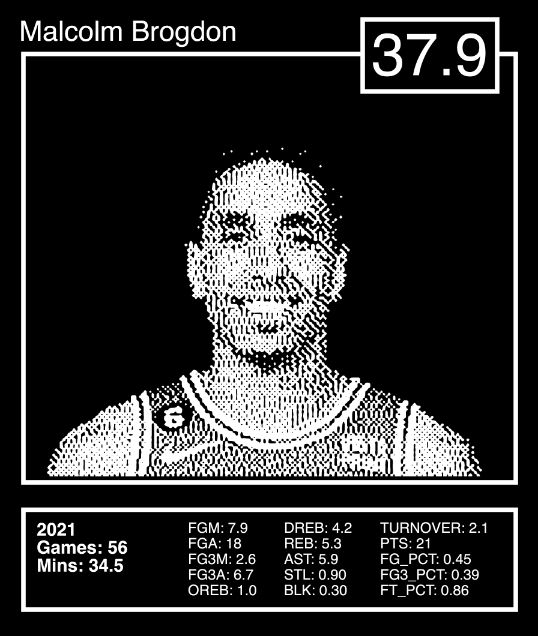 Malcolm Brogdon
37.9
6
2021
Games: 56
Mins: 34.5
FGM: 7.9
FGA: 18
FG3M: 2.6
FG3A: 6.7
OREB: 1.0
DREB: 4.2
REB: 5.3
AST: 5.9
STL: 0.90
BLK: 0.30
TURNOVER: 2.1
PTS: 21
FG_PCT: 0.45
FG3_PCT: 0.39
FT_PCT: 0.86